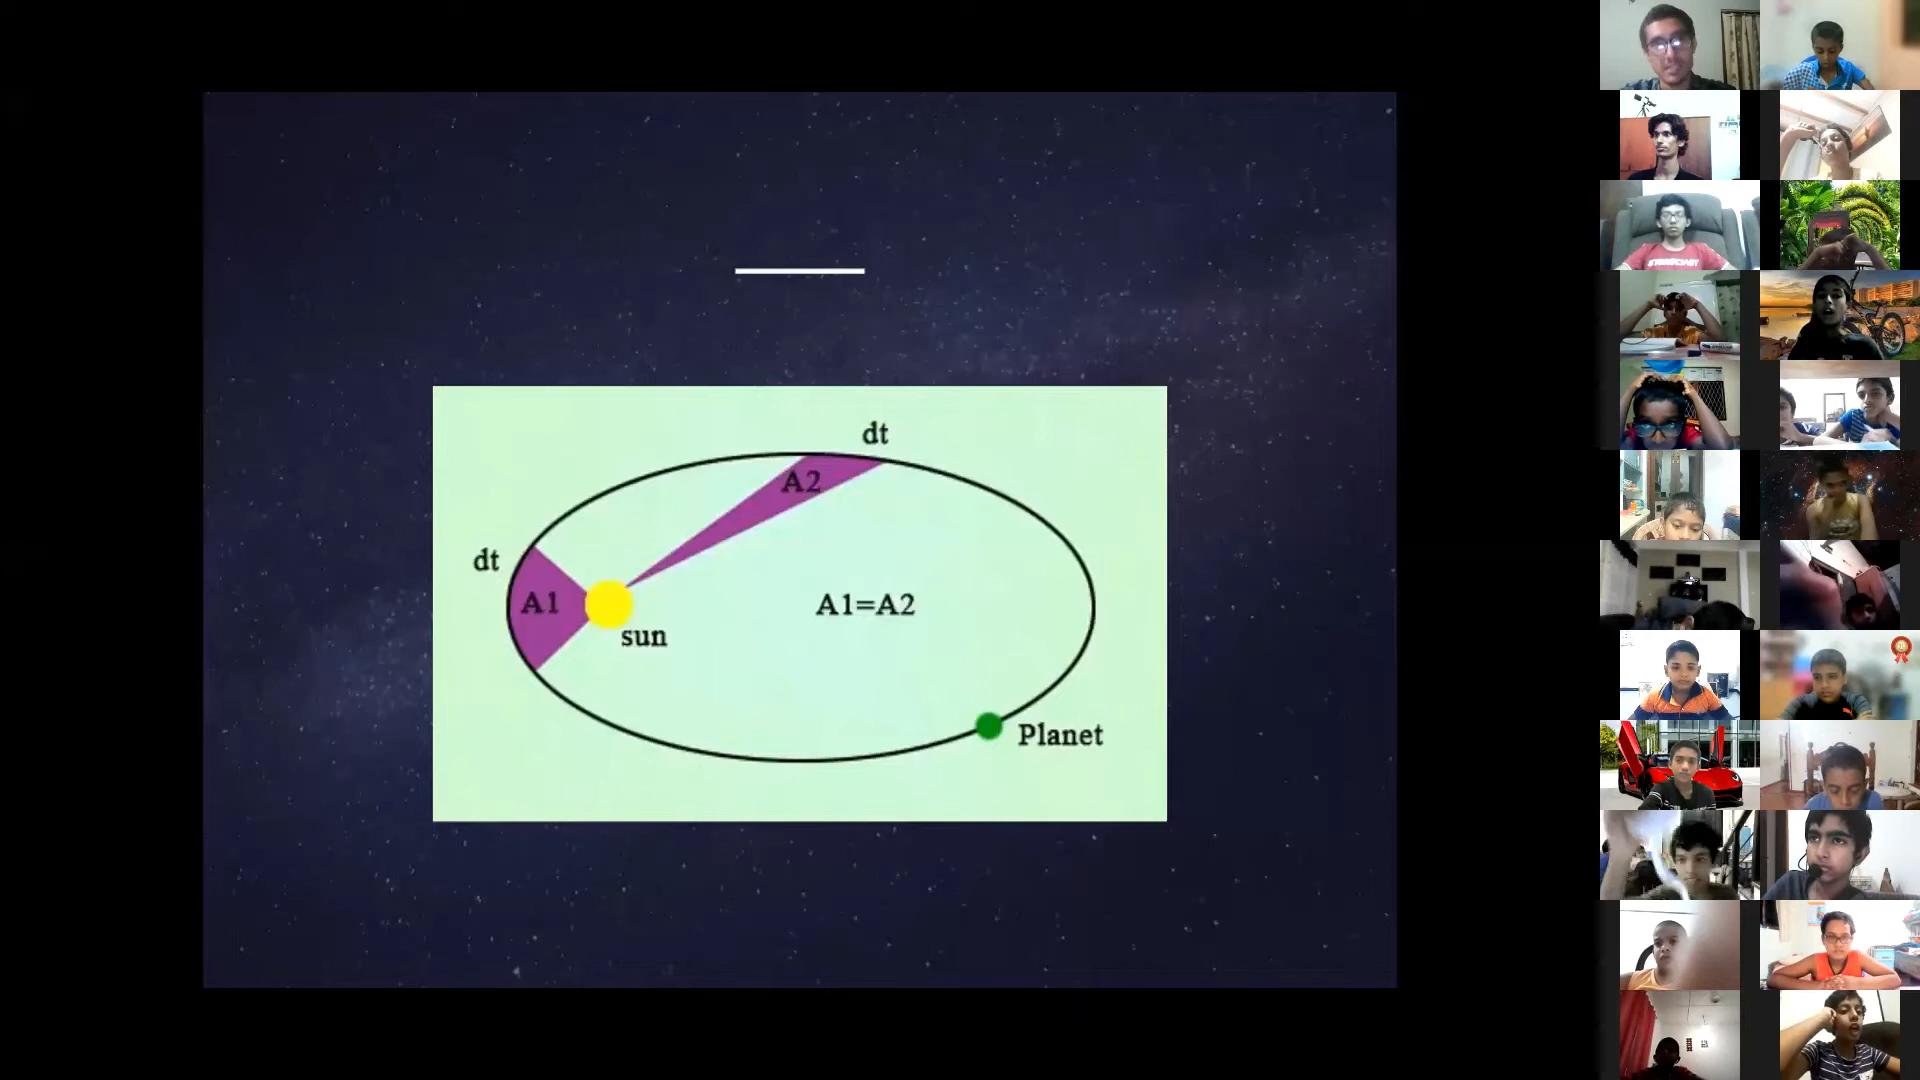 dt
A2
dt
A1
A1=A2
sun
Planet